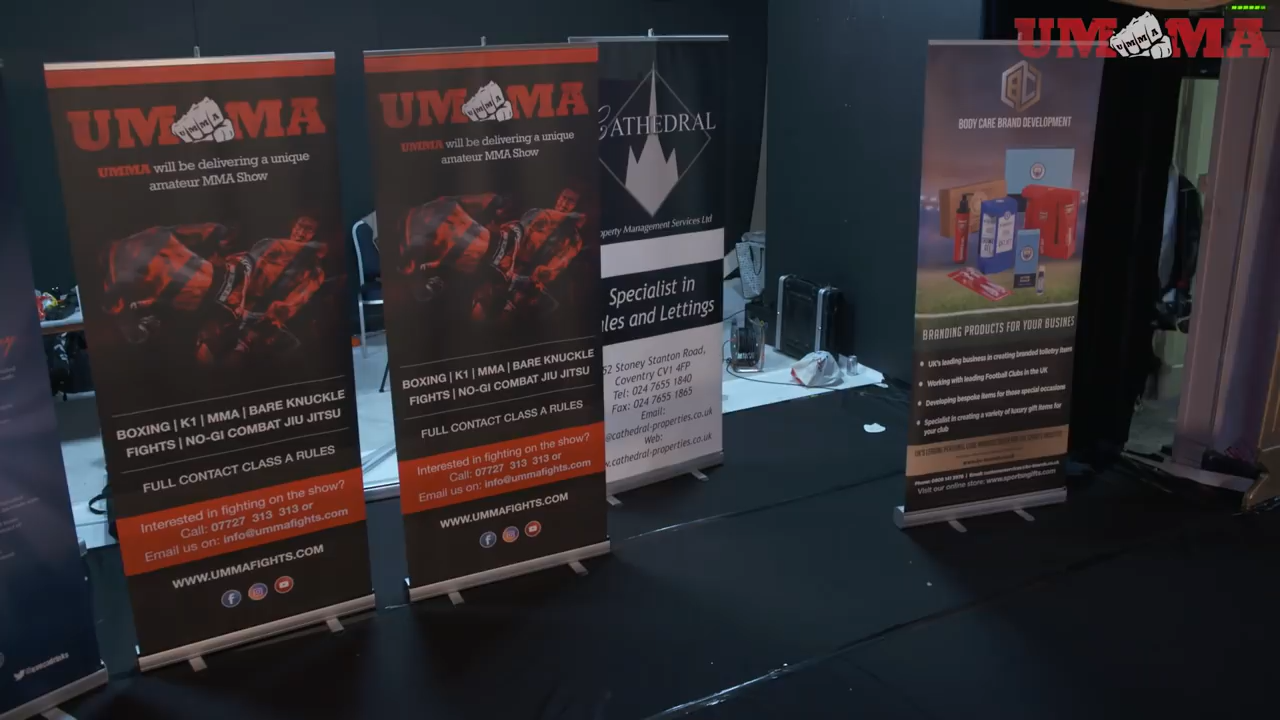 UMMA
UMMA
UMMA
UMMA will be delivering a unique
amateur MMA Show
BOXING | K1 | MMA | BARE KNUCKLE
FIGHTS | NO-GI COMBAT JIU JITSU
FULL CONTACT CLASS A RULES
Interested in fighting on the show?
Call: 07727 313 313 or
Email us on: info@ummafights.com
WWW.UMMAFIGHTS.COM
UMMA
UMMA
UMMA will be delivering a unique
amateur MMA Show
BOXING | K1 | MMA | BARE KNUCKLE
FIGHTS | NO-GI COMBAT JIU JITSU
FULL CONTACT CLASS A RULES
Interested in fighting on the show?
Call: 07727 313 313 or
Email us on: info@ummafights.com
WWW.UMMAFIGHTS.COM
CATHEDRAL
operty Management Services Ltd
Specialist in
les and Lettings
52 Stoney Stanton Road,
Coventry CV1 4FP
Tel: 024 7655 1840
Fax: 024 7655 1865
Email:
@cathedral-properties.co.uk
Web:
.cathedral-properties.co.uk
BODY CARE BRAND DEVELOPMENT
BRANDING PRODUCTS FOR YOUR BUSINES
UK's leading business in creating branded toiletry item
Working with leading Football Clubs in the UK
Developing bespoke items for those special occasions
Specialist in creating a variety of luxury gift items for
your club
Visit our online store: www.sportsngifts.com